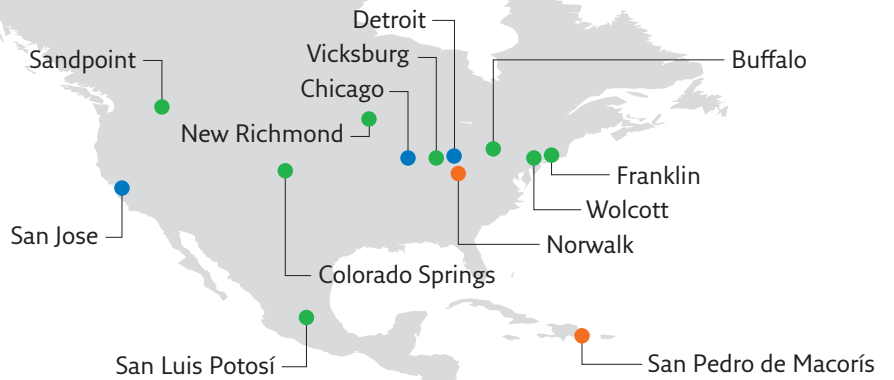 Detroit
Sandpoint
Vicksburg
Buffalo
Chicago
New Richmond
Franklin
Wolcott
San Jose
Norwalk
Colorado Springs
San Luis Potosí
San Pedro de Macorís